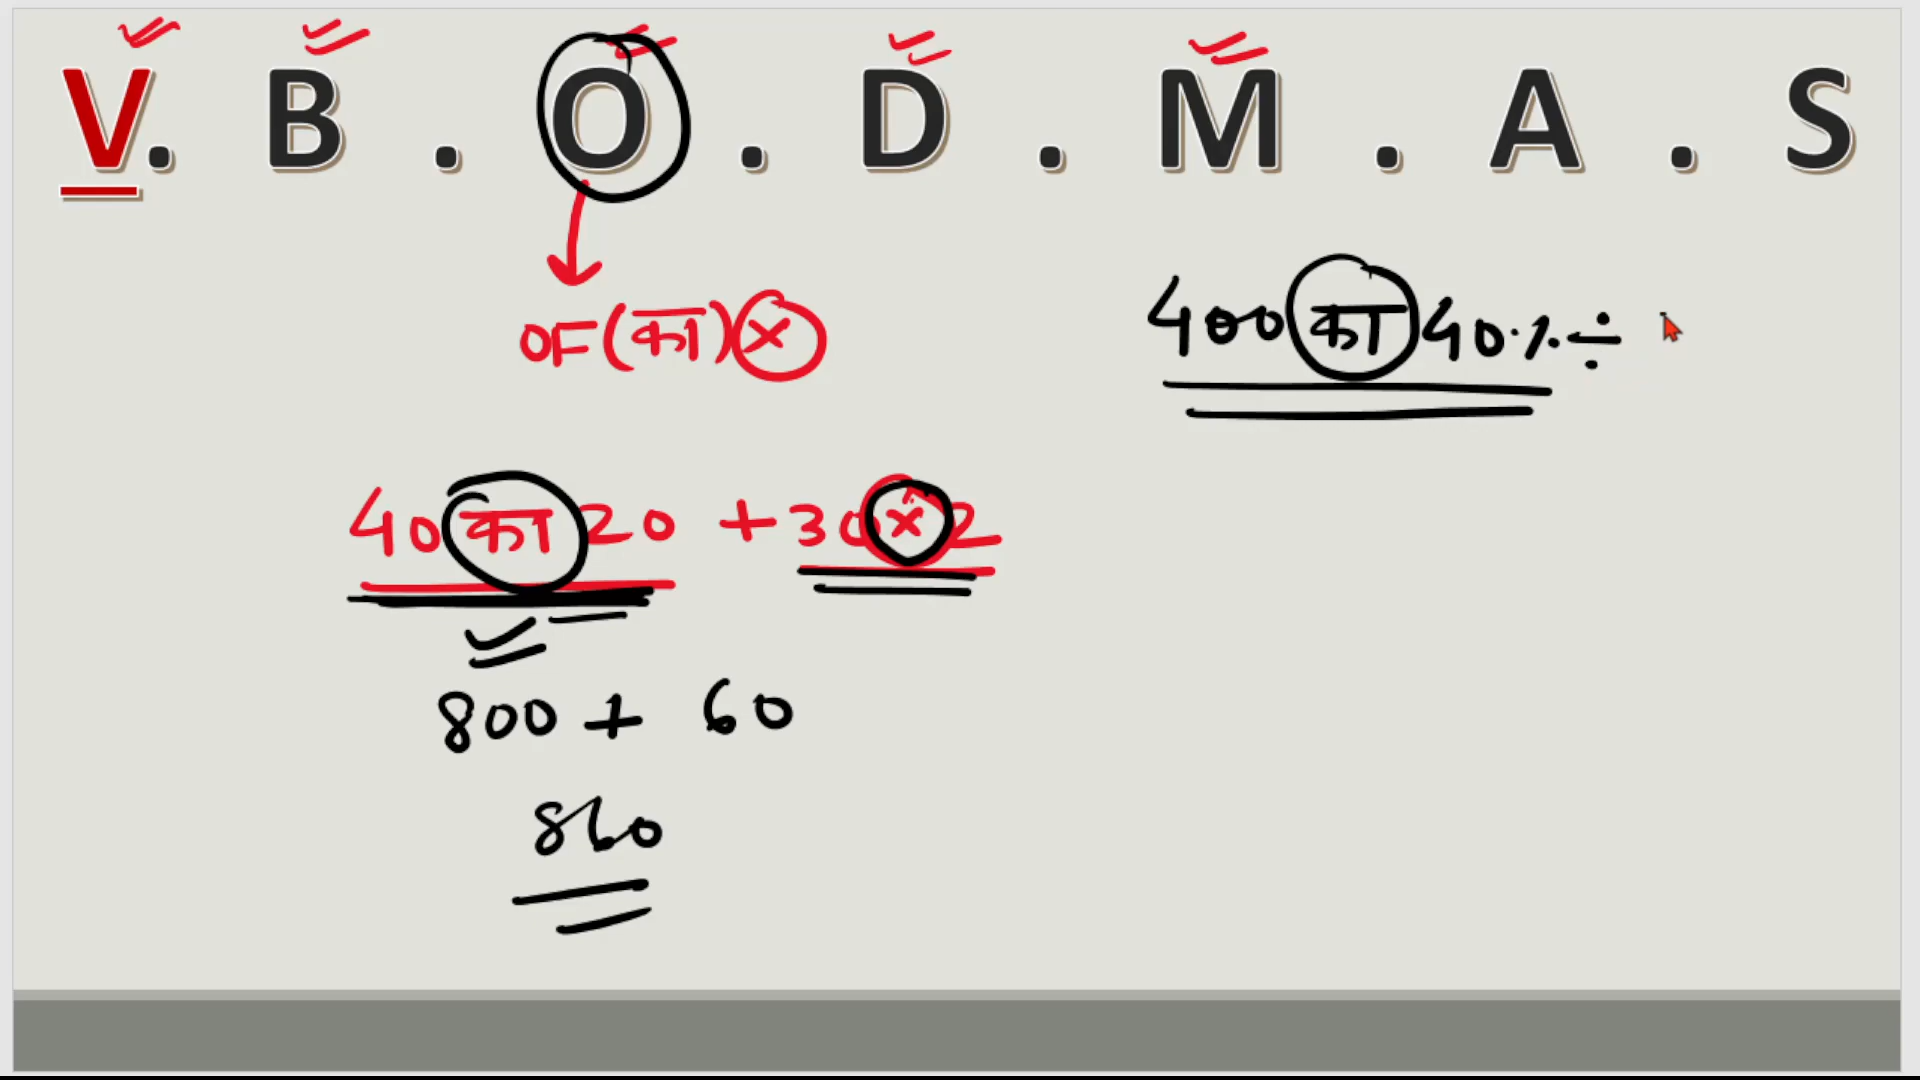 V. B . O . D . M . A . S
OF (का) ×
400 का 40% ÷
40 का 20 + 30 × 2
800 + 60
860